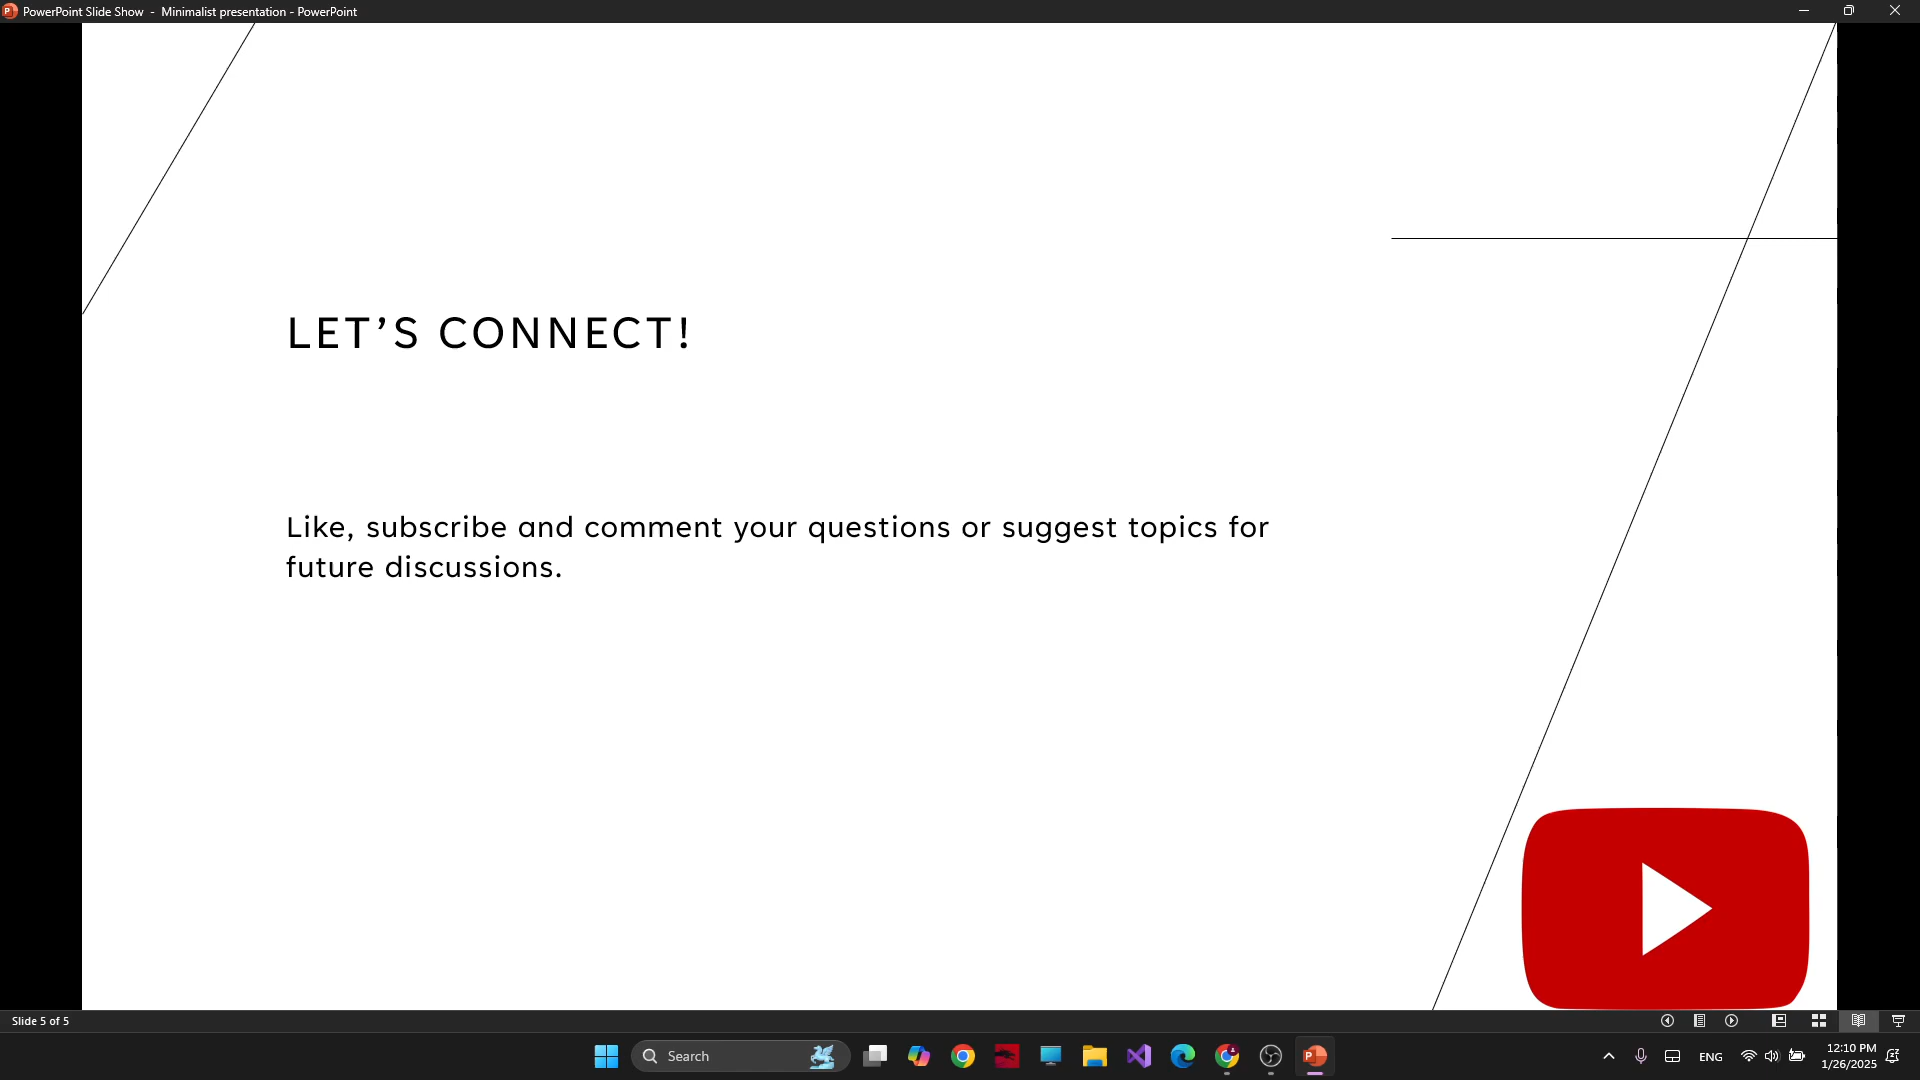 PowerPoint Slide Show - Minimalist presentation - PowerPoint
LET’S CONNECT!
Like, subscribe and comment your questions or suggest topics for
future discussions.
Slide 5 of 5
Search
ENG
12:10 PM
1/26/2025